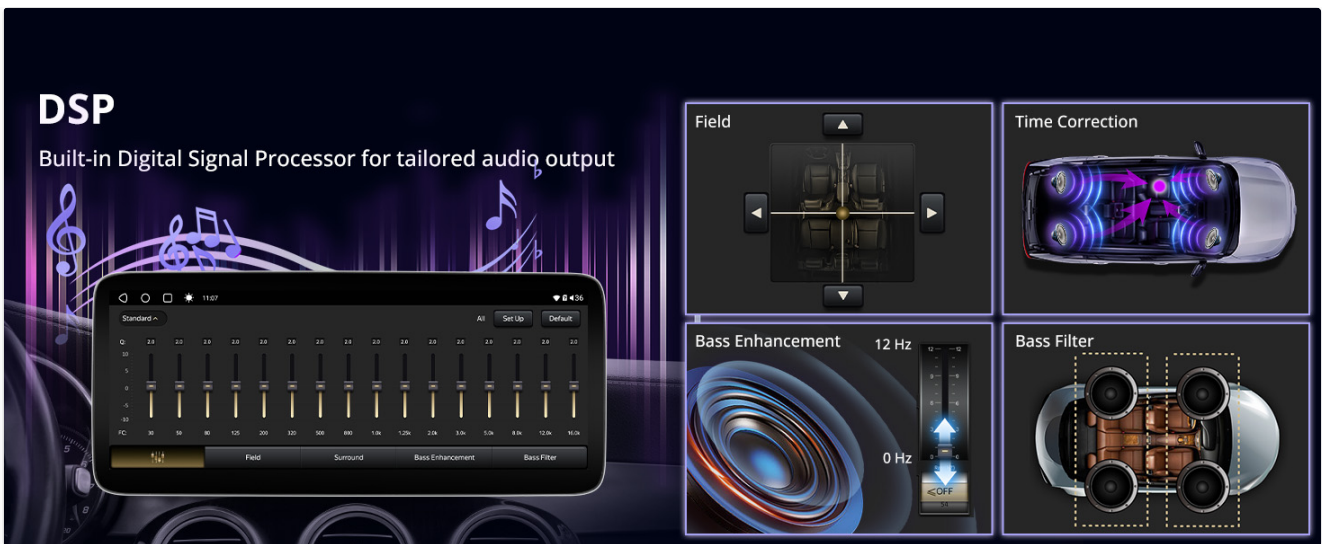 DSP
Built-in Digital Signal Processor for tailored audio output
11:07
36
Standard
All
Set Up
Default
Q:
2.0 2.0 2.0 2.0 2.0 2.0 2.0 2.0 2.0 2.0 2.0 2.0 2.0 2.0 2.0 2.0
10
5
0
-5
-10
FC: 30 50 80 125 200 320 500 800 1.0k 1.25k 2.0k 3.0k 5.0k 8.0k 12.0k 16.0k
Field
Surround
Bass Enhancement
Bass Filter
Field
Time Correction
Bass Enhancement
12 Hz
12 12
0 Hz
OFF
Bass Filter